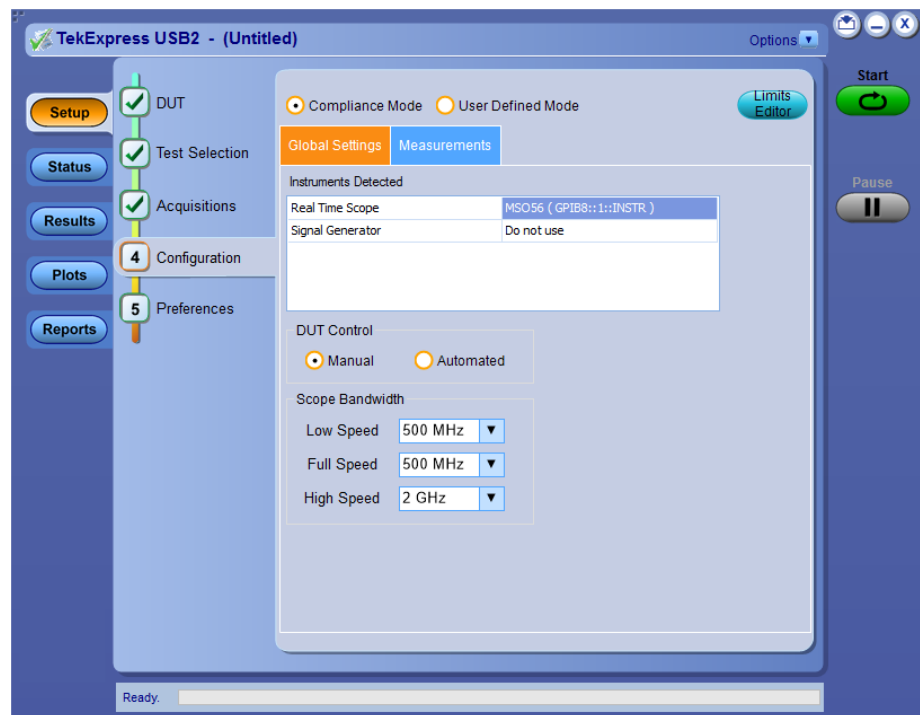 TekExpress USB2 - (Untitled)
Options
Start
Pause
Setup
Status
Results
Plots
Reports
DUT
Test Selection
Acquisitions
4 Configuration
5 Preferences
Compliance Mode User Defined Mode
Limits
Editor
Global Settings Measurements
Instruments Detected
Real Time Scope MSO56 ( GPIB8::1::INSTR )
Signal Generator Do not use
DUT Control
Manual Automated
Scope Bandwidth
Low Speed 500 MHz
Full Speed 500 MHz
High Speed 2 GHz
Ready.